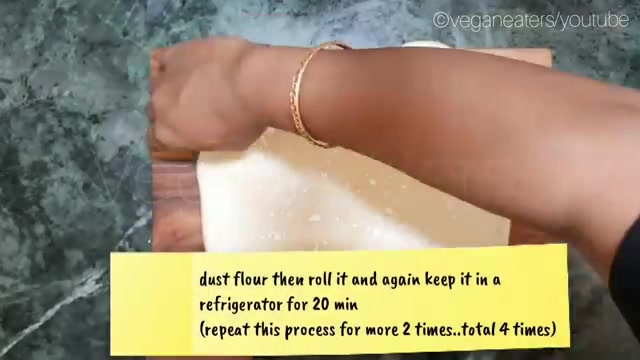 ©veganeaters/youtube
dust flour then roll it and again keep it in a
refrigerator for 20 min
(repeat this process for more 2 times..total 4 times)